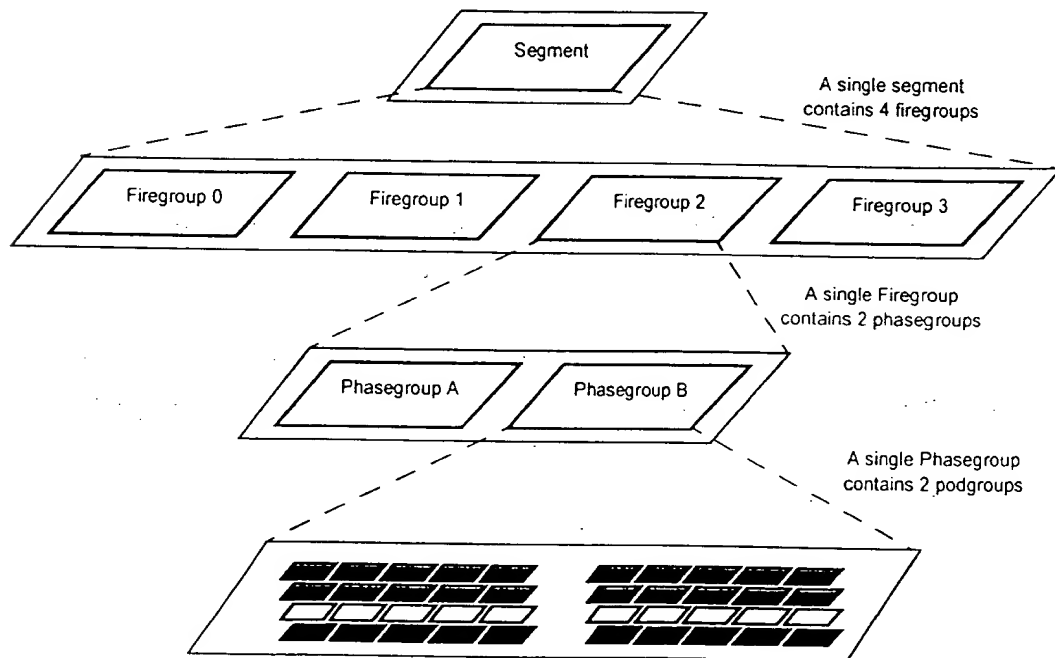 Segment
A single segment
contains 4 firegroups
Firegroup 0
Firegroup 1
Firegroup 2
Firegroup 3
A single Firegroup
contains 2 phasegroups
Phasegroup A
Phasegroup B
A single Phasegroup
contains 2 podgroups